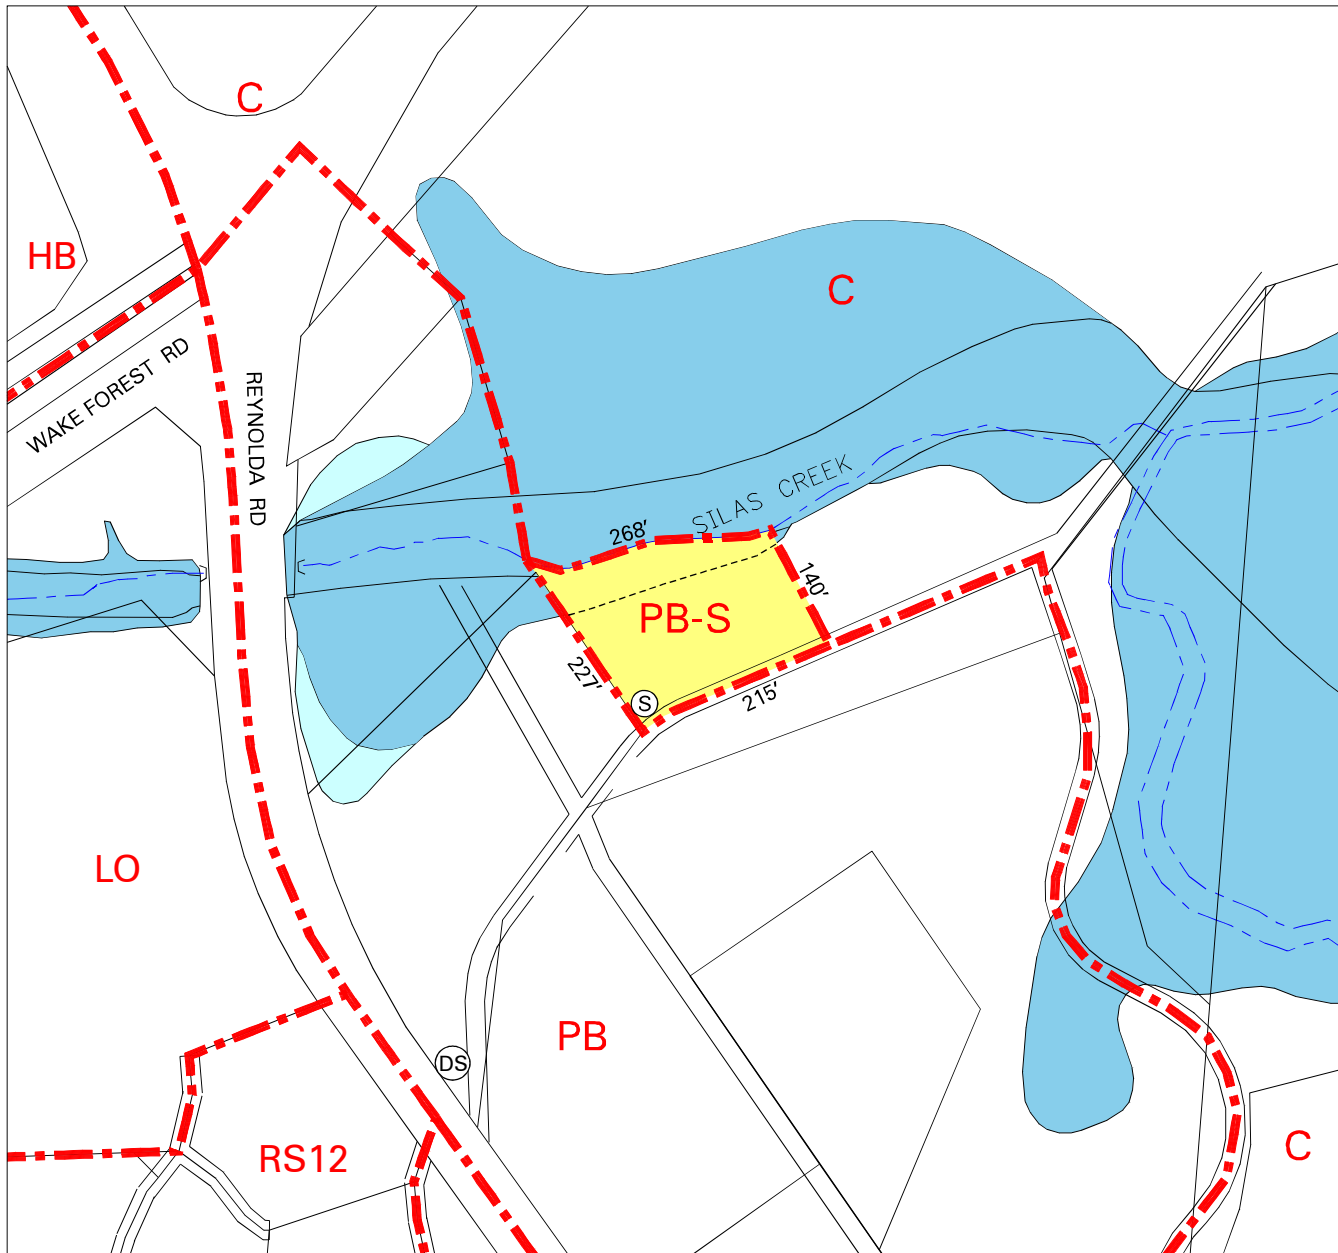 C
HB
C
WAKE FOREST RD
REYNOLDA RD
SILAS CREEK
268'
140'
PB-S
227'
S
215'
LO
PB
DS
RS12
C